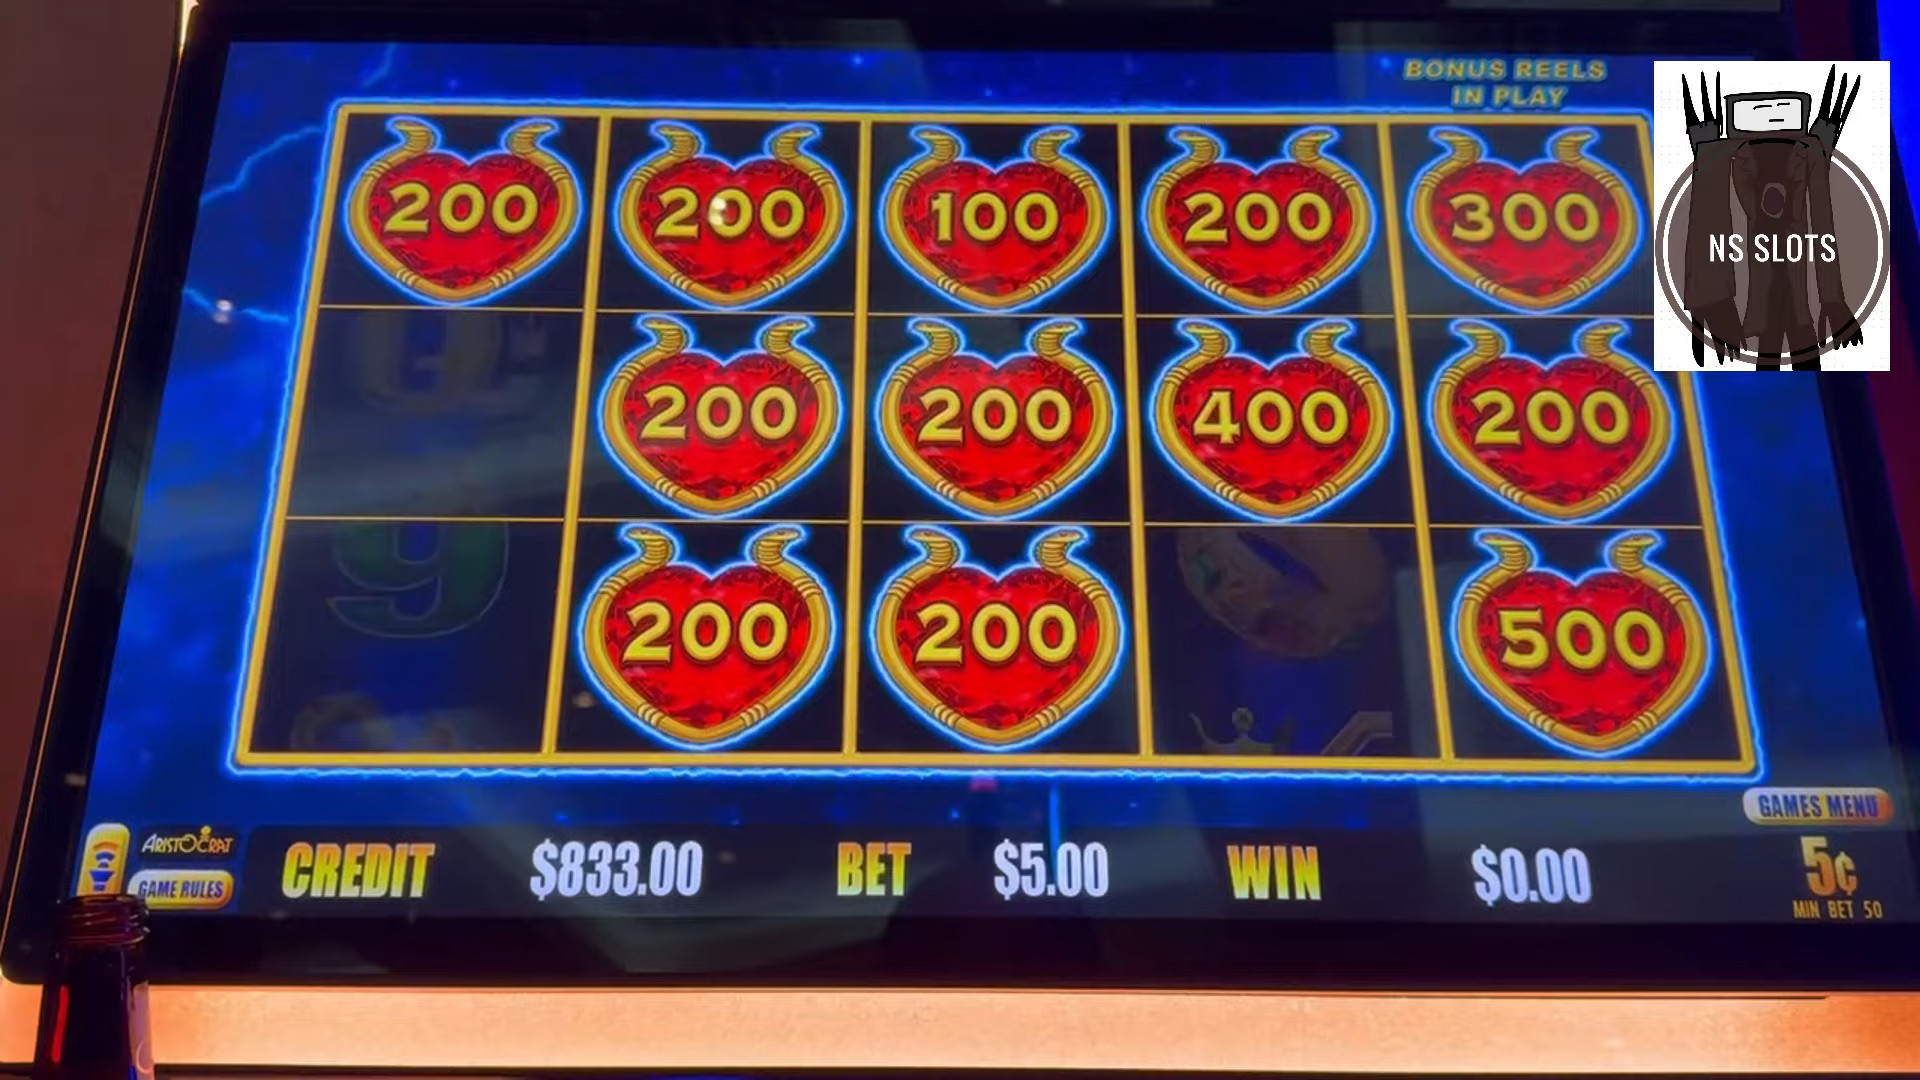 BONUS REELS
IN PLAY
200 200 100 200 300
NS SLOTS
200 200 400 200
9
200 200 500
GAMES MENU
ARISTOCRAT
GAME RULES
CREDIT $833.00 BET $5.00 WIN $0.00
5¢
MIN BET 50